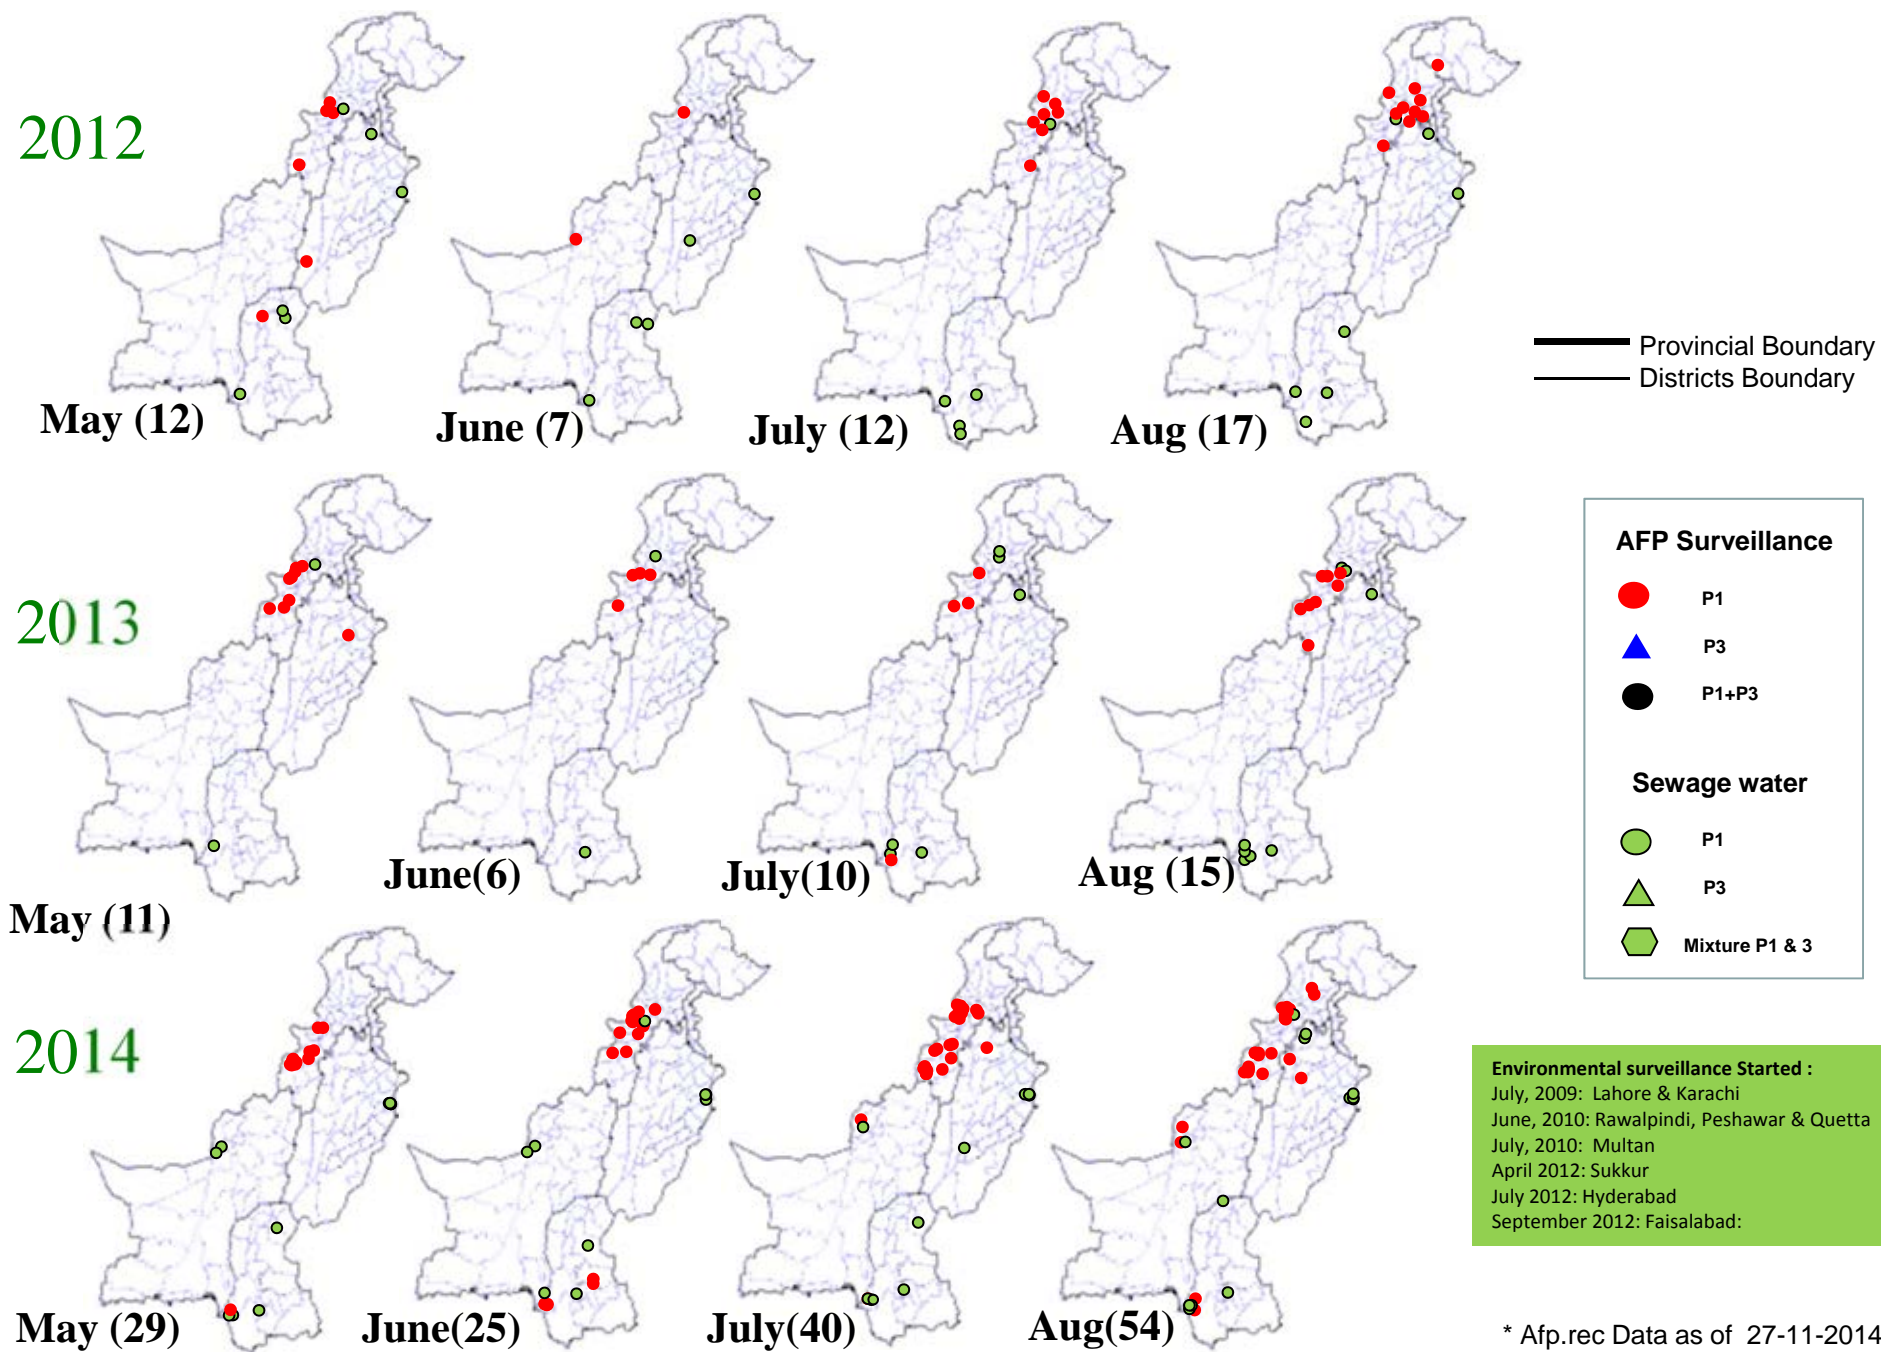 2012
May (12)
June (7)
July (12)
Aug (17)
Provincial Boundary
Districts Boundary
2013
May (11)
June(6)
July(10)
Aug (15)
AFP Surveillance
P1
P3
P1+P3
Sewage water
P1
P3
Mixture P1 & 3
2014
May (29)
June(25)
July(40)
Aug(54)
Environmental surveillance Started :
July, 2009: Lahore & Karachi
June, 2010: Rawalpindi, Peshawar & Quetta
July, 2010: Multan
April 2012: Sukkur
July 2012: Hyderabad
September 2012: Faisalabad:
* Afp.rec Data as of 27-11-2014